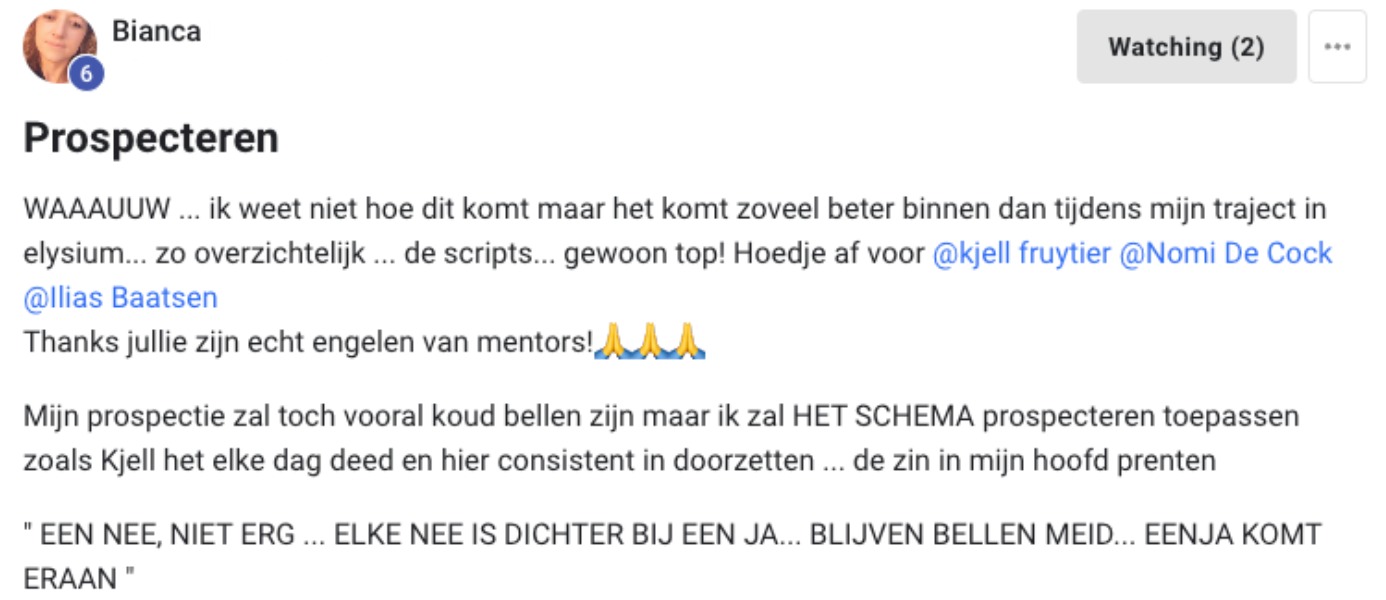 Bianca
6
Watching (2)
Prospecteren
WAAAUUW ... ik weet niet hoe dit komt maar het komt zoveel beter binnen dan tijdens mijn traject in
elysium... zo overzichtelijk ... de scripts... gewoon top! Hoedje af voor @kjell fruytier @Nomi De Cock
@Ilias Baatsen
Thanks jullie zijn echt engelen van mentors!🙏🙏🙏
Mijn prospectie zal toch vooral koud bellen zijn maar ik zal HET SCHEMA prospecteren toepassen
zoals Kjell het elke dag deed en hier consistent in doorzetten ... de zin in mijn hoofd prenten
" EEN NEE, NIET ERG ... ELKE NEE IS DICHTER BIJ EEN JA... BLIJVEN BELLEN MEID... EENJA KOMT
ERAAN "